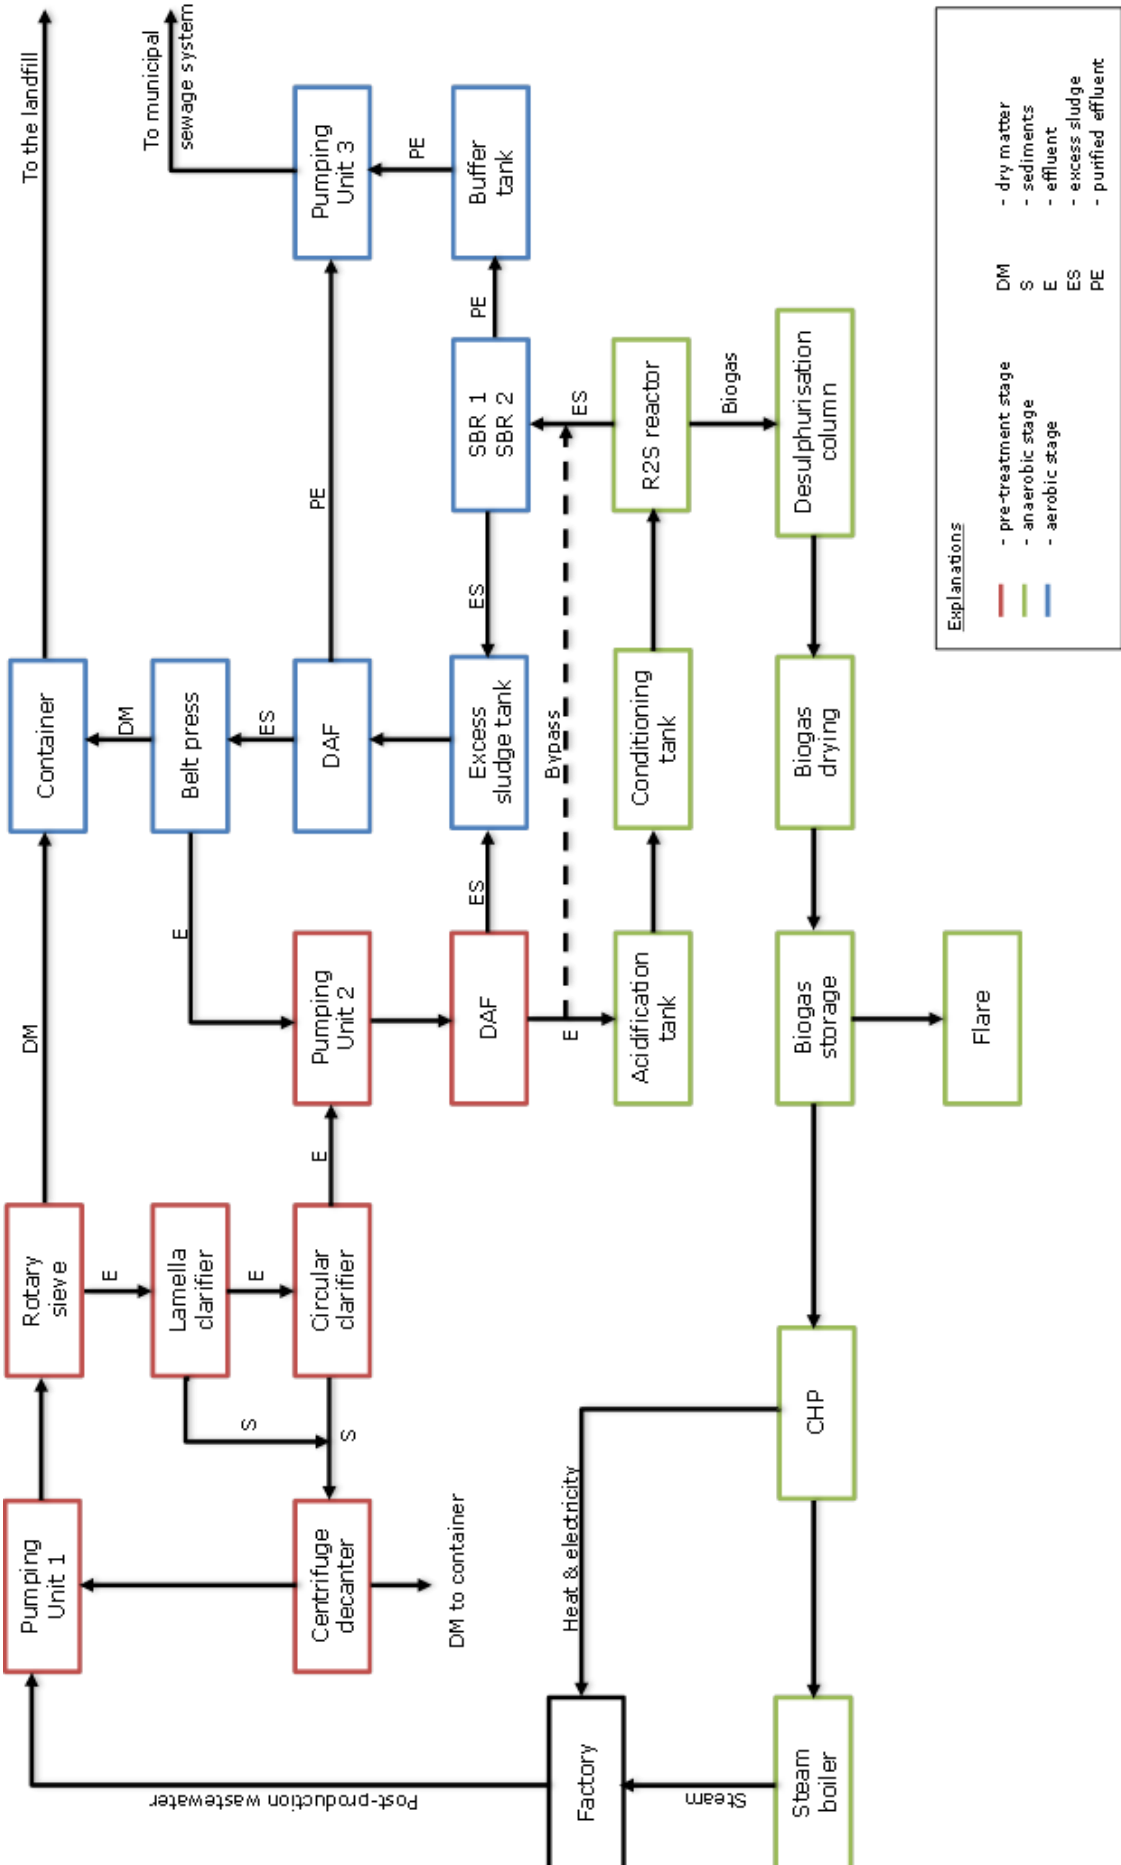 Pumping
Unit 1
Rotary
sieve
DM
Container
To the landfill
E
Lamella
clarifier
S
E
Circular
clarifier
S
Centrifuge
decanter
DM to container
E
Pumping
Unit 2
E
Belt press
DM
ES
DAF
PE
Pumping
Unit 3
To municipal
sewage system
PE
Buffer
tank
PE
SBR 1
SBR 2
ES
Excess
sludge tank
ES
DAF
E
Bypass
ES
Acidification
tank
Conditioning
tank
R2S reactor
Biogas
Desulphurisation
column
Biogas
drying
Biogas
storage
Flare
CHP
Heat & electricity
Steam
boiler
Steam
Factory
Post-production wastewater
Explanations
- pre-treatment stage
- anaerobic stage
- aerobic stage
DM - dry matter
S - sediments
E - effluent
ES - excess sludge
PE - purified effluent